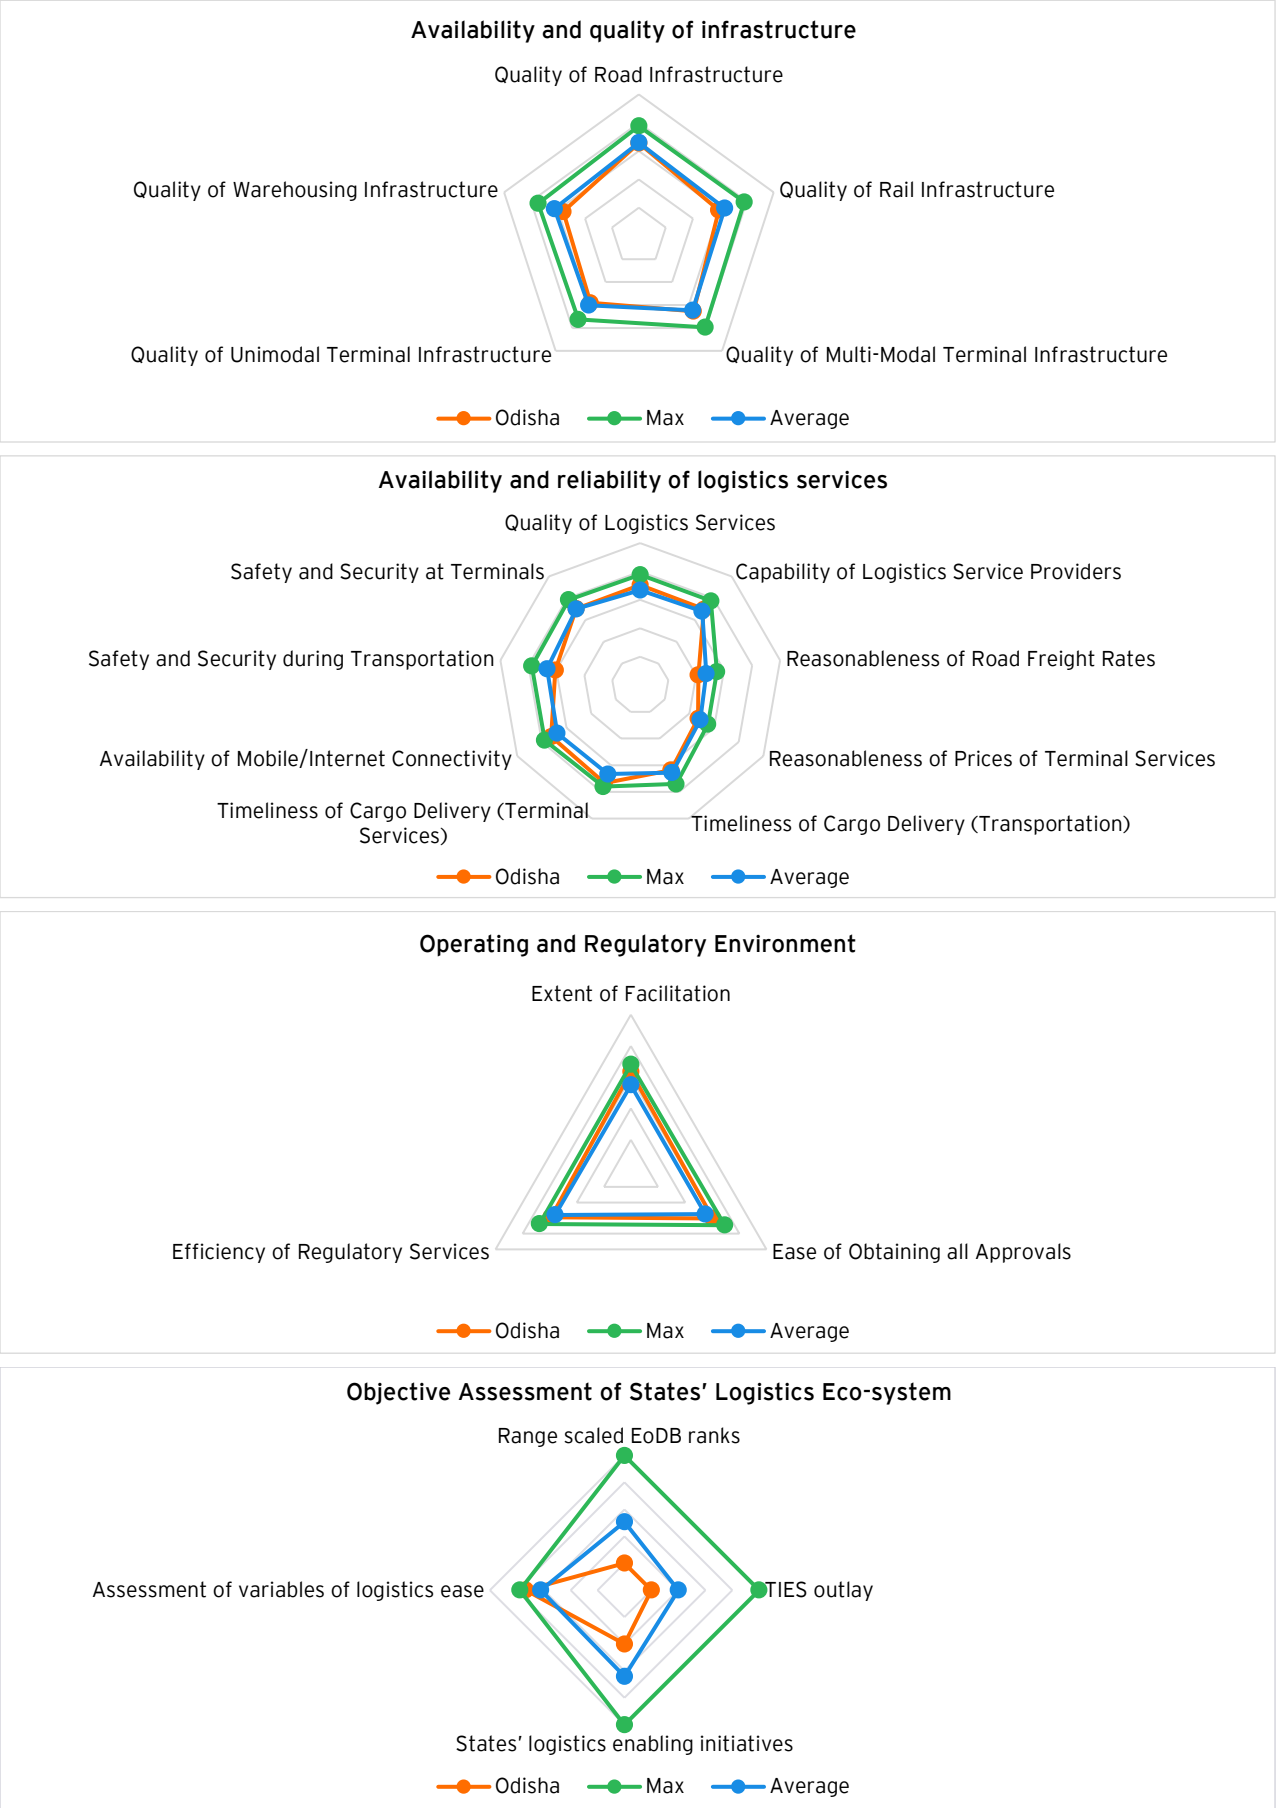 Availability and quality of infrastructure
Quality of Road Infrastructure
Quality of Warehousing Infrastructure
Quality of Rail Infrastructure
Quality of Unimodal Terminal Infrastructure
Quality of Multi-Modal Terminal Infrastructure
Odisha Max Average
Availability and reliability of logistics services
Quality of Logistics Services
Safety and Security at Terminals
Capability of Logistics Service Providers
Safety and Security during Transportation
Reasonableness of Road Freight Rates
Availability of Mobile/Internet Connectivity
Reasonableness of Prices of Terminal Services
Timeliness of Cargo Delivery (Terminal
Services)
Timeliness of Cargo Delivery (Transportation)
Odisha Max Average
Operating and Regulatory Environment
Extent of Facilitation
Efficiency of Regulatory Services
Ease of Obtaining all Approvals
Odisha Max Average
Objective Assessment of States’ Logistics Eco-system
Range scaled EoDB ranks
Assessment of variables of logistics ease
TIES outlay
States’ logistics enabling initiatives
Odisha Max Average